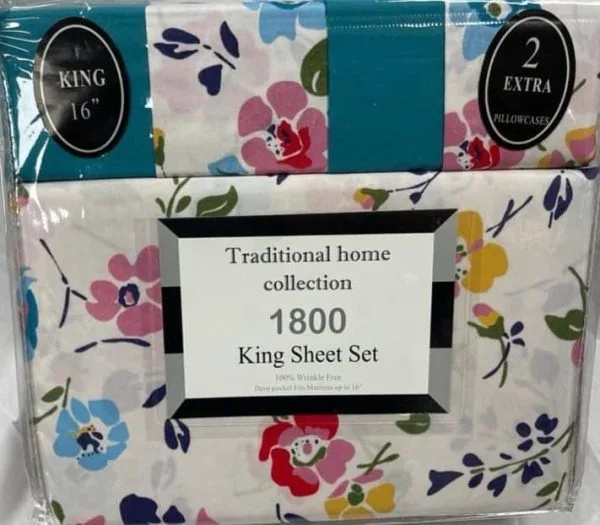 KING
16"
2
EXTRA
PILLOWCASES
Traditional home
collection
1800
King Sheet Set
100% Wrinkle Free
Deep pocket Fits Mattress up to 16"